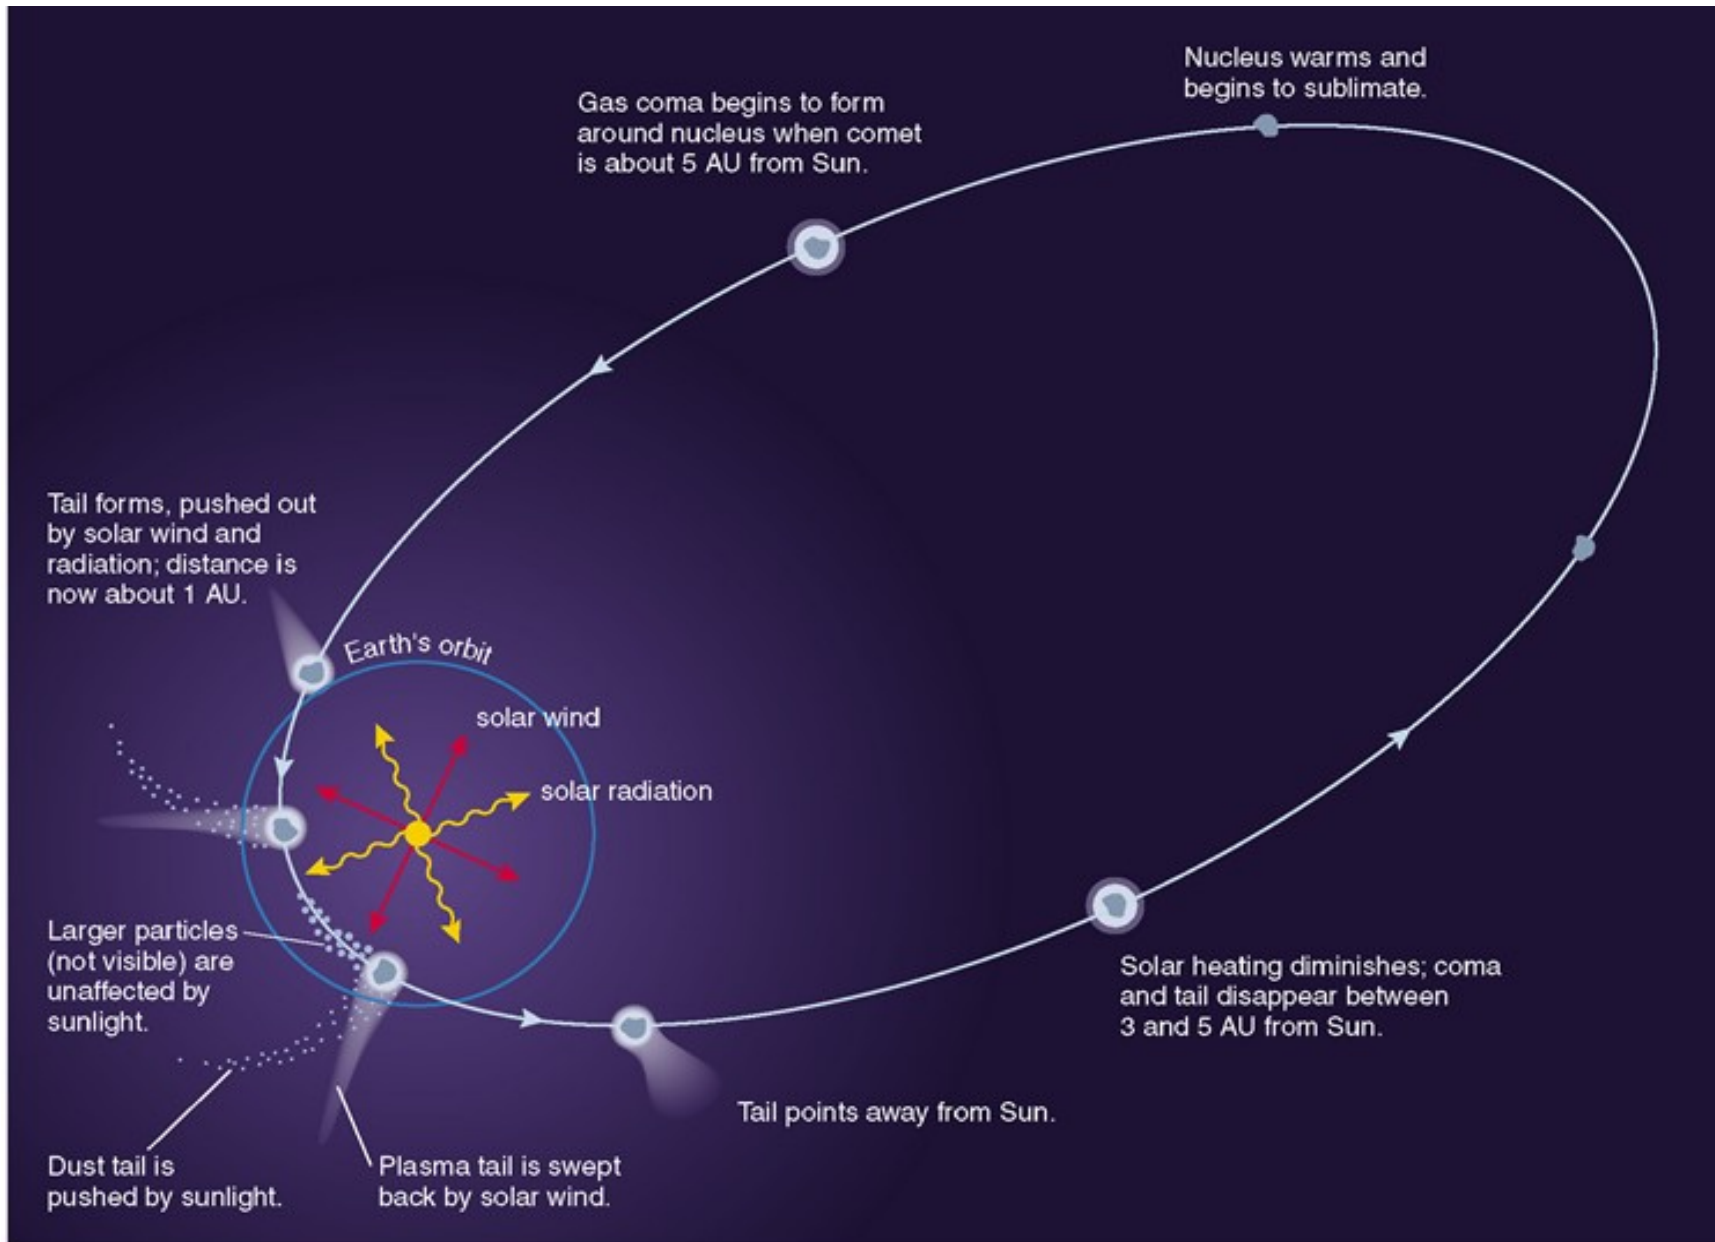 Nucleus warms and
begins to sublimate.
Gas coma begins to form
around nucleus when comet
is about 5 AU from Sun.
Tail forms, pushed out
by solar wind and
radiation; distance is
now about 1 AU.
Earth's orbit
solar wind
solar radiation
Larger particles
(not visible) are
unaffected by
sunlight.
Solar heating diminishes; coma
and tail disappear between
3 and 5 AU from Sun.
Tail points away from Sun.
Dust tail is
pushed by sunlight.
Plasma tail is swept
back by solar wind.